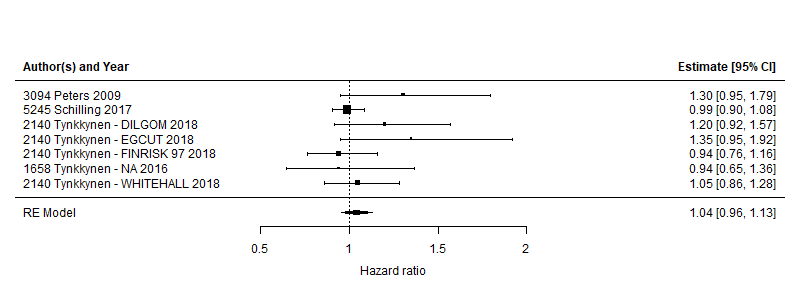 Author(s) and Year Estimate [95% CI]
3094 Peters 2009 1.30 [0.95, 1.79]
5245 Schilling 2017 0.99 [0.90, 1.08]
2140 Tynkkynen - DILGOM 2018 1.20 [0.92, 1.57]
2140 Tynkkynen - EGCUT 2018 1.35 [0.95, 1.92]
2140 Tynkkynen - FINRISK 97 2018 0.94 [0.76, 1.16]
1658 Tynkkynen - NA 2016 0.94 [0.65, 1.36]
2140 Tynkkynen - WHITEHALL 2018 1.05 [0.86, 1.28]
RE Model 1.04 [0.96, 1.13]
0.5 1 1.5 2
Hazard ratio